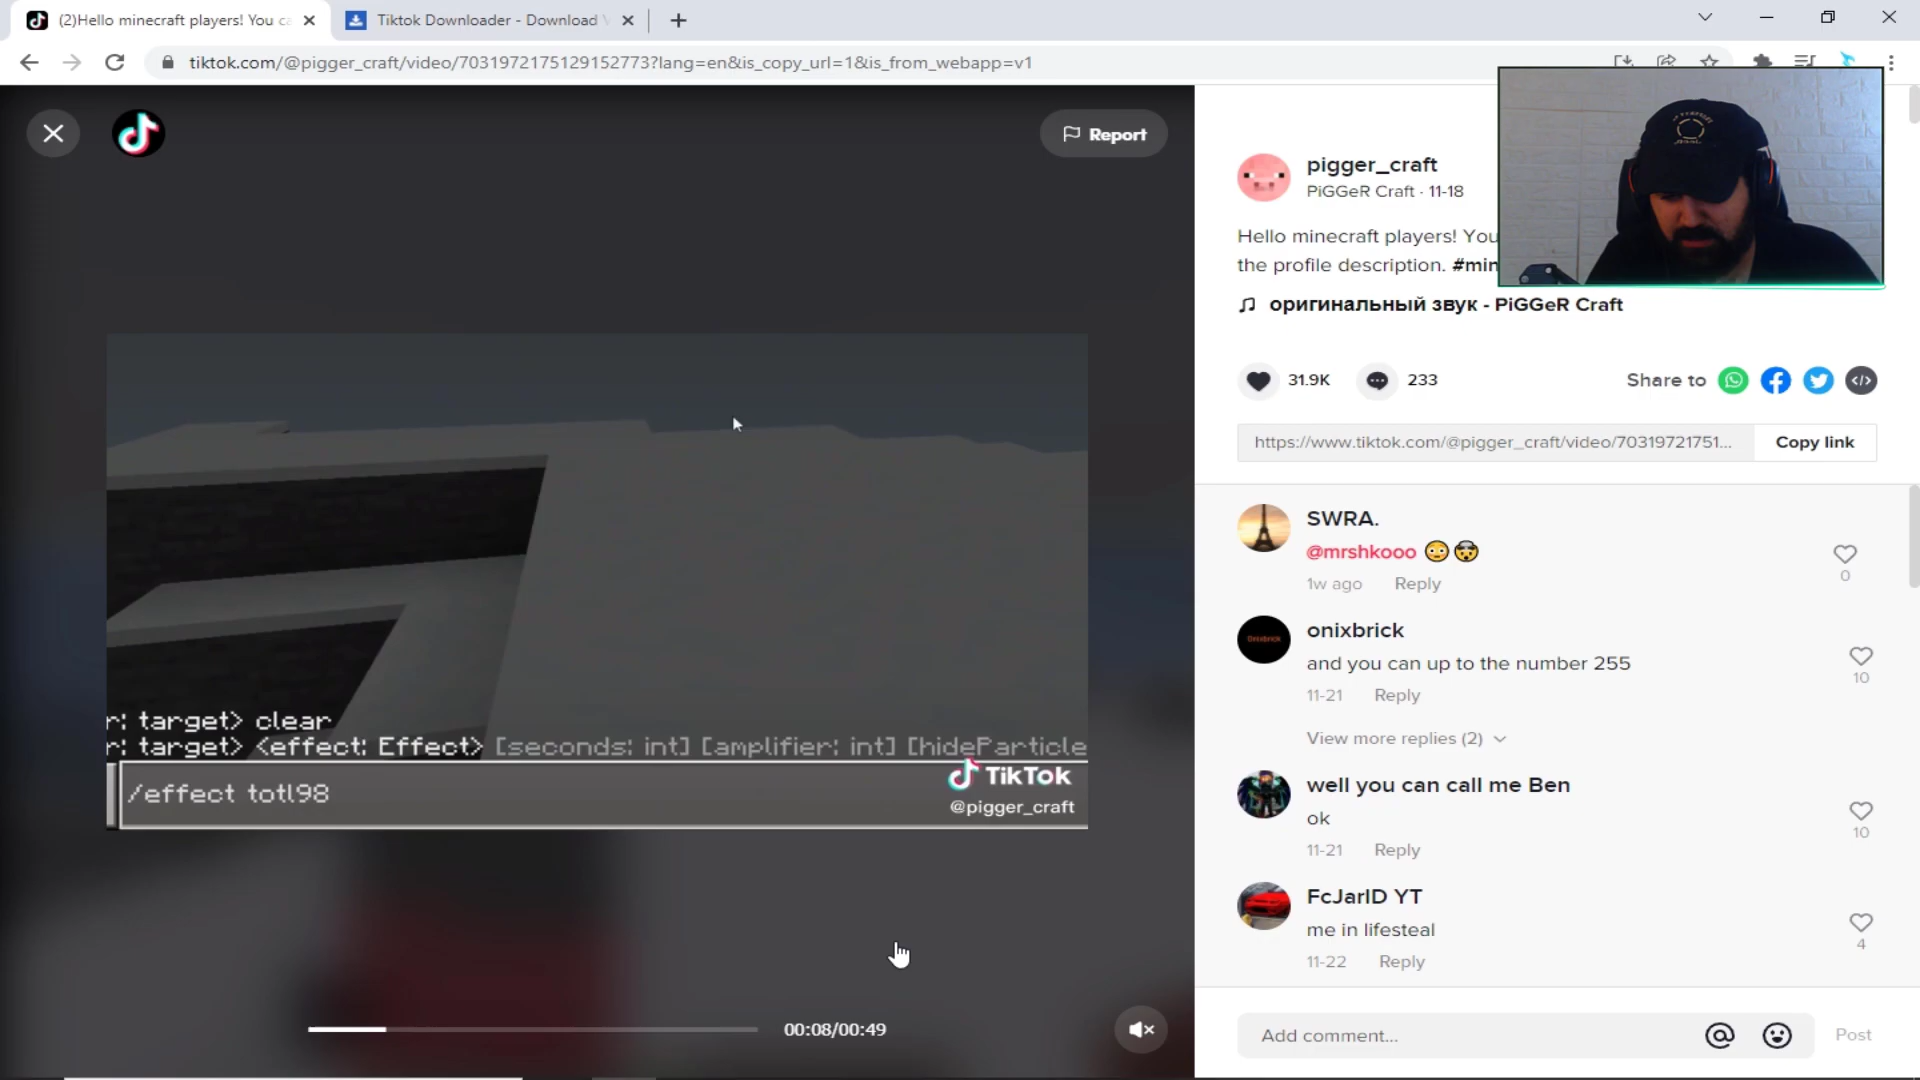 (2)Hello minecraft players! You ca
Tiktok Downloader - Download V
tiktok.com/@pigger_craft/video/7031972175129152773?lang=en&is_copy_url=1&is_from_webapp=v1
Report
pigger_craft
PiGGeR Craft · 11-18
Hello minecraft players! You
the profile description. #min
оригинальный звук - PiGGeR Craft
31.9K
233
Share to
https://www.tiktok.com/@pigger_craft/video/70319721751...
Copy link
SWRA.
@mrshkooo 😳🤯
1w ago Reply
0
onixbrick
and you can up to the number 255
11-21 Reply
10
View more replies (2)
well you can call me Ben
ok
11-21 Reply
10
FcJarID YT
me in lifesteal
11-22 Reply
4
Add comment...
Post
r: target> clear
r: target> <effect: Effect> [seconds: int] [amplifier: int] [hideParticle
/effect totl98
TikTok
@pigger_craft
00:08/00:49